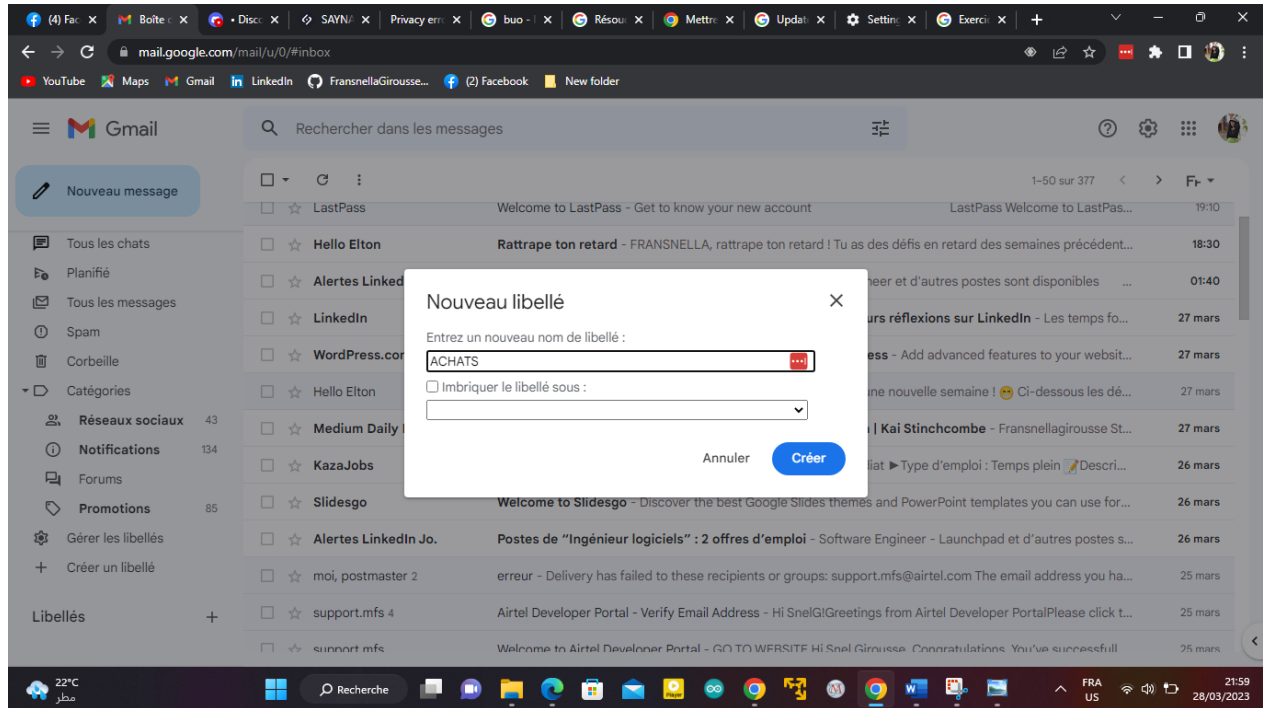 (4) Fac
Boîte
• Disc
SAYNA
Privacy erro
buo -
Résou
Mettre
Update
Setting
Exerci
mail.google.com/mail/u/0/#inbox
YouTube
Maps
Gmail
LinkedIn
FransnellaGirousse...
(2) Facebook
New folder
Gmail
Rechercher dans les messages
Nouveau message
1–50 sur 377
LastPass Welcome to LastPass - Get to know your new account LastPass Welcome to LastPas... 19:10
Tous les chats
Hello Elton Rattrape ton retard - FRANSNELLA, rattrape ton retard ! Tu as des défis en retard des semaines précédent... 18:30
Planifié
Alertes Linked neer et d'autres postes sont disponibles ... 01:40
Tous les messages
LinkedIn urs réflexions sur LinkedIn - Les temps fo... 27 mars
Spam
WordPress.cor ess - Add advanced features to your websit... 27 mars
Corbeille
Catégories
Hello Elton une nouvelle semaine ! 😁 Ci-dessous les dé... 27 mars
Réseaux sociaux 43
Medium Daily | Kai Stinchcombe - Fransnellagirousse St... 27 mars
Notifications 134
KazaJobs iat ▶Type d'emploi : Temps plein 📝Descri... 26 mars
Forums
Slidesgo Welcome to Slidesgo - Discover the best Google Slides themes and PowerPoint templates you can use for... 26 mars
Promotions 85
Gérer les libellés
Alertes LinkedIn Jo. Postes de “Ingénieur logiciels” : 2 offres d'emploi - Software Engineer - Launchpad et d'autres postes s... 26 mars
Créer un libellé
moi, postmaster 2 erreur - Delivery has failed to these recipients or groups: support.mfs@airtel.com The email address you ha... 25 mars
Libellés
support.mfs 4 Airtel Developer Portal - Verify Email Address - Hi SnelG!Greetings from Airtel Developer PortalPlease click t... 25 mars
support.mfs Welcome to Airtel Developer Portal - GO TO WEBSITE Hi Snel Girousse, Congratulations, You've successfull 25 mars
Nouveau libellé
Entrez un nouveau nom de libellé :
ACHATS
Imbriquer le libellé sous :
Annuler
Créer
22°C
مطر
Recherche
FRA
US
21:59
28/03/2023